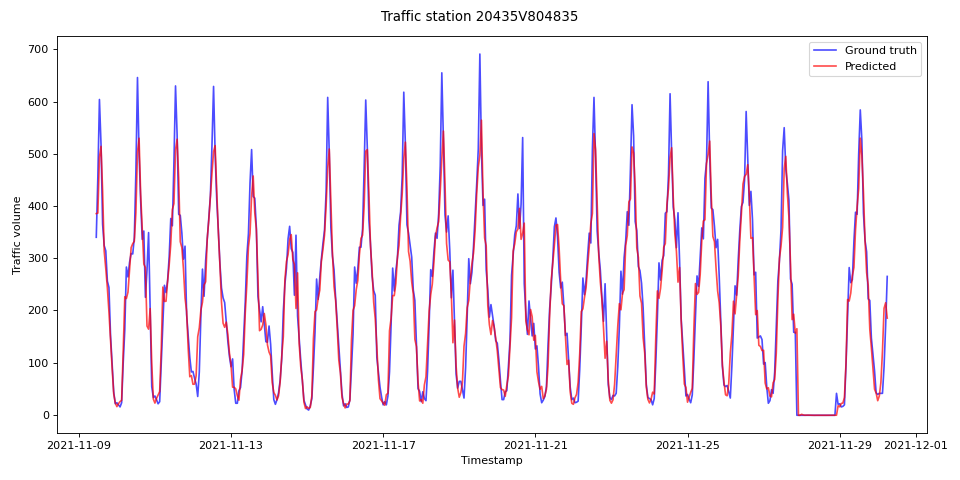 Traffic station 20435V804835
Ground truth
Predicted
700
600
500
400
300
200
100
0
Traffic volume
2021-11-09 2021-11-13 2021-11-17 2021-11-21 2021-11-25 2021-11-29 2021-12-01
Timestamp